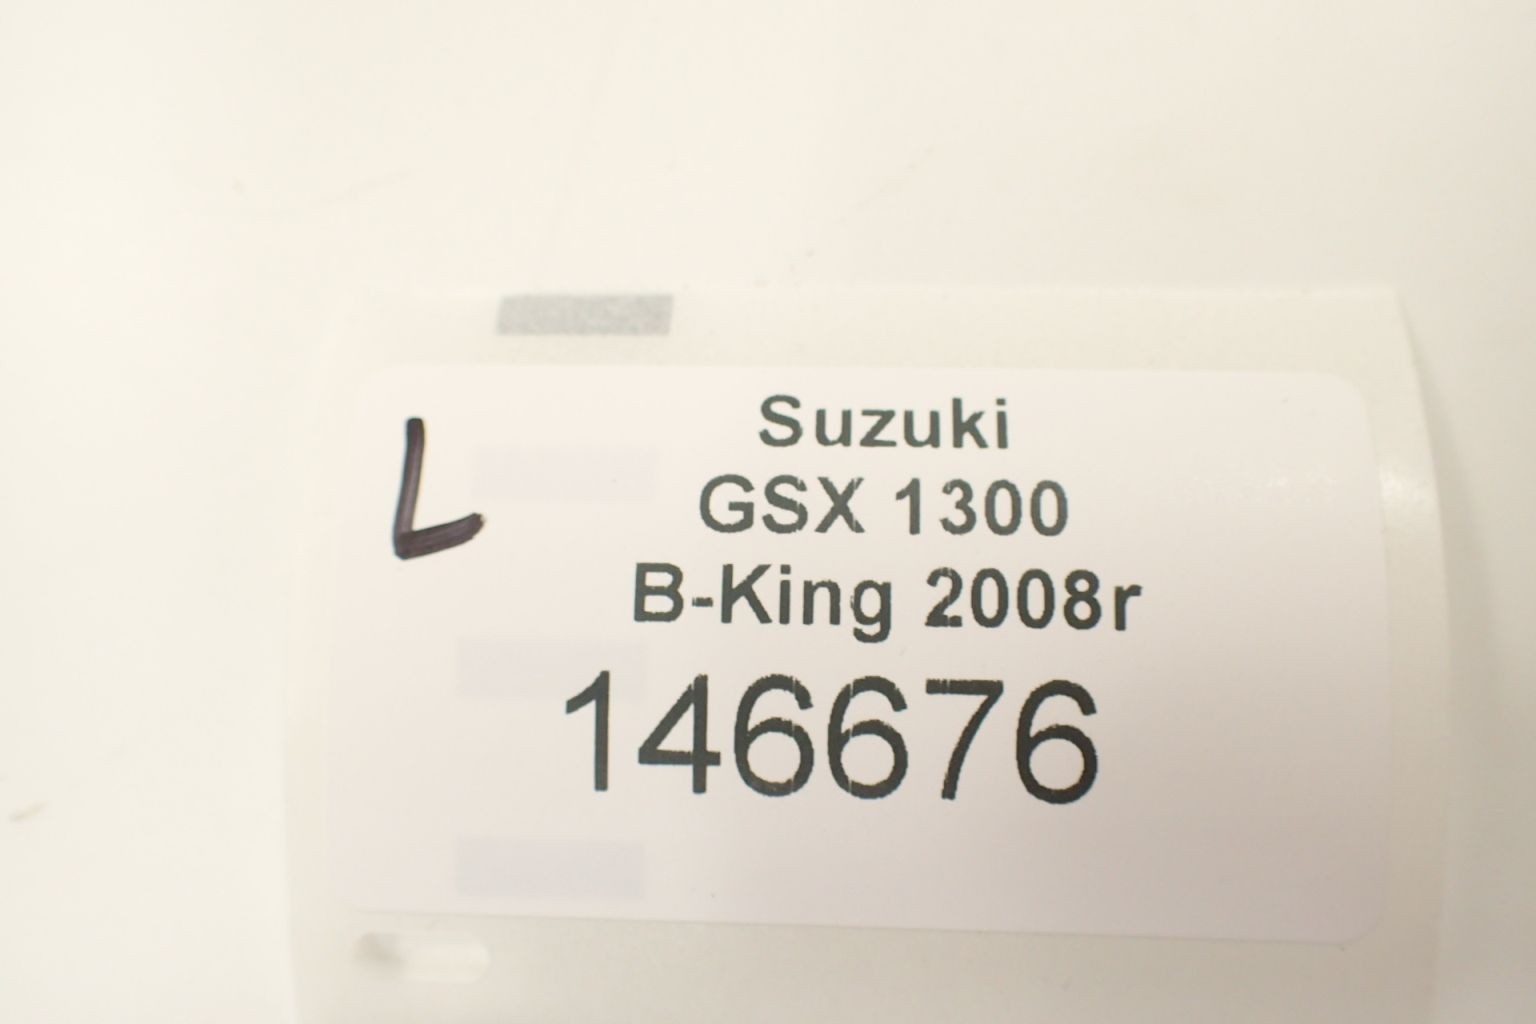 L
Suzuki
GSX 1300
B-King 2008r
146676